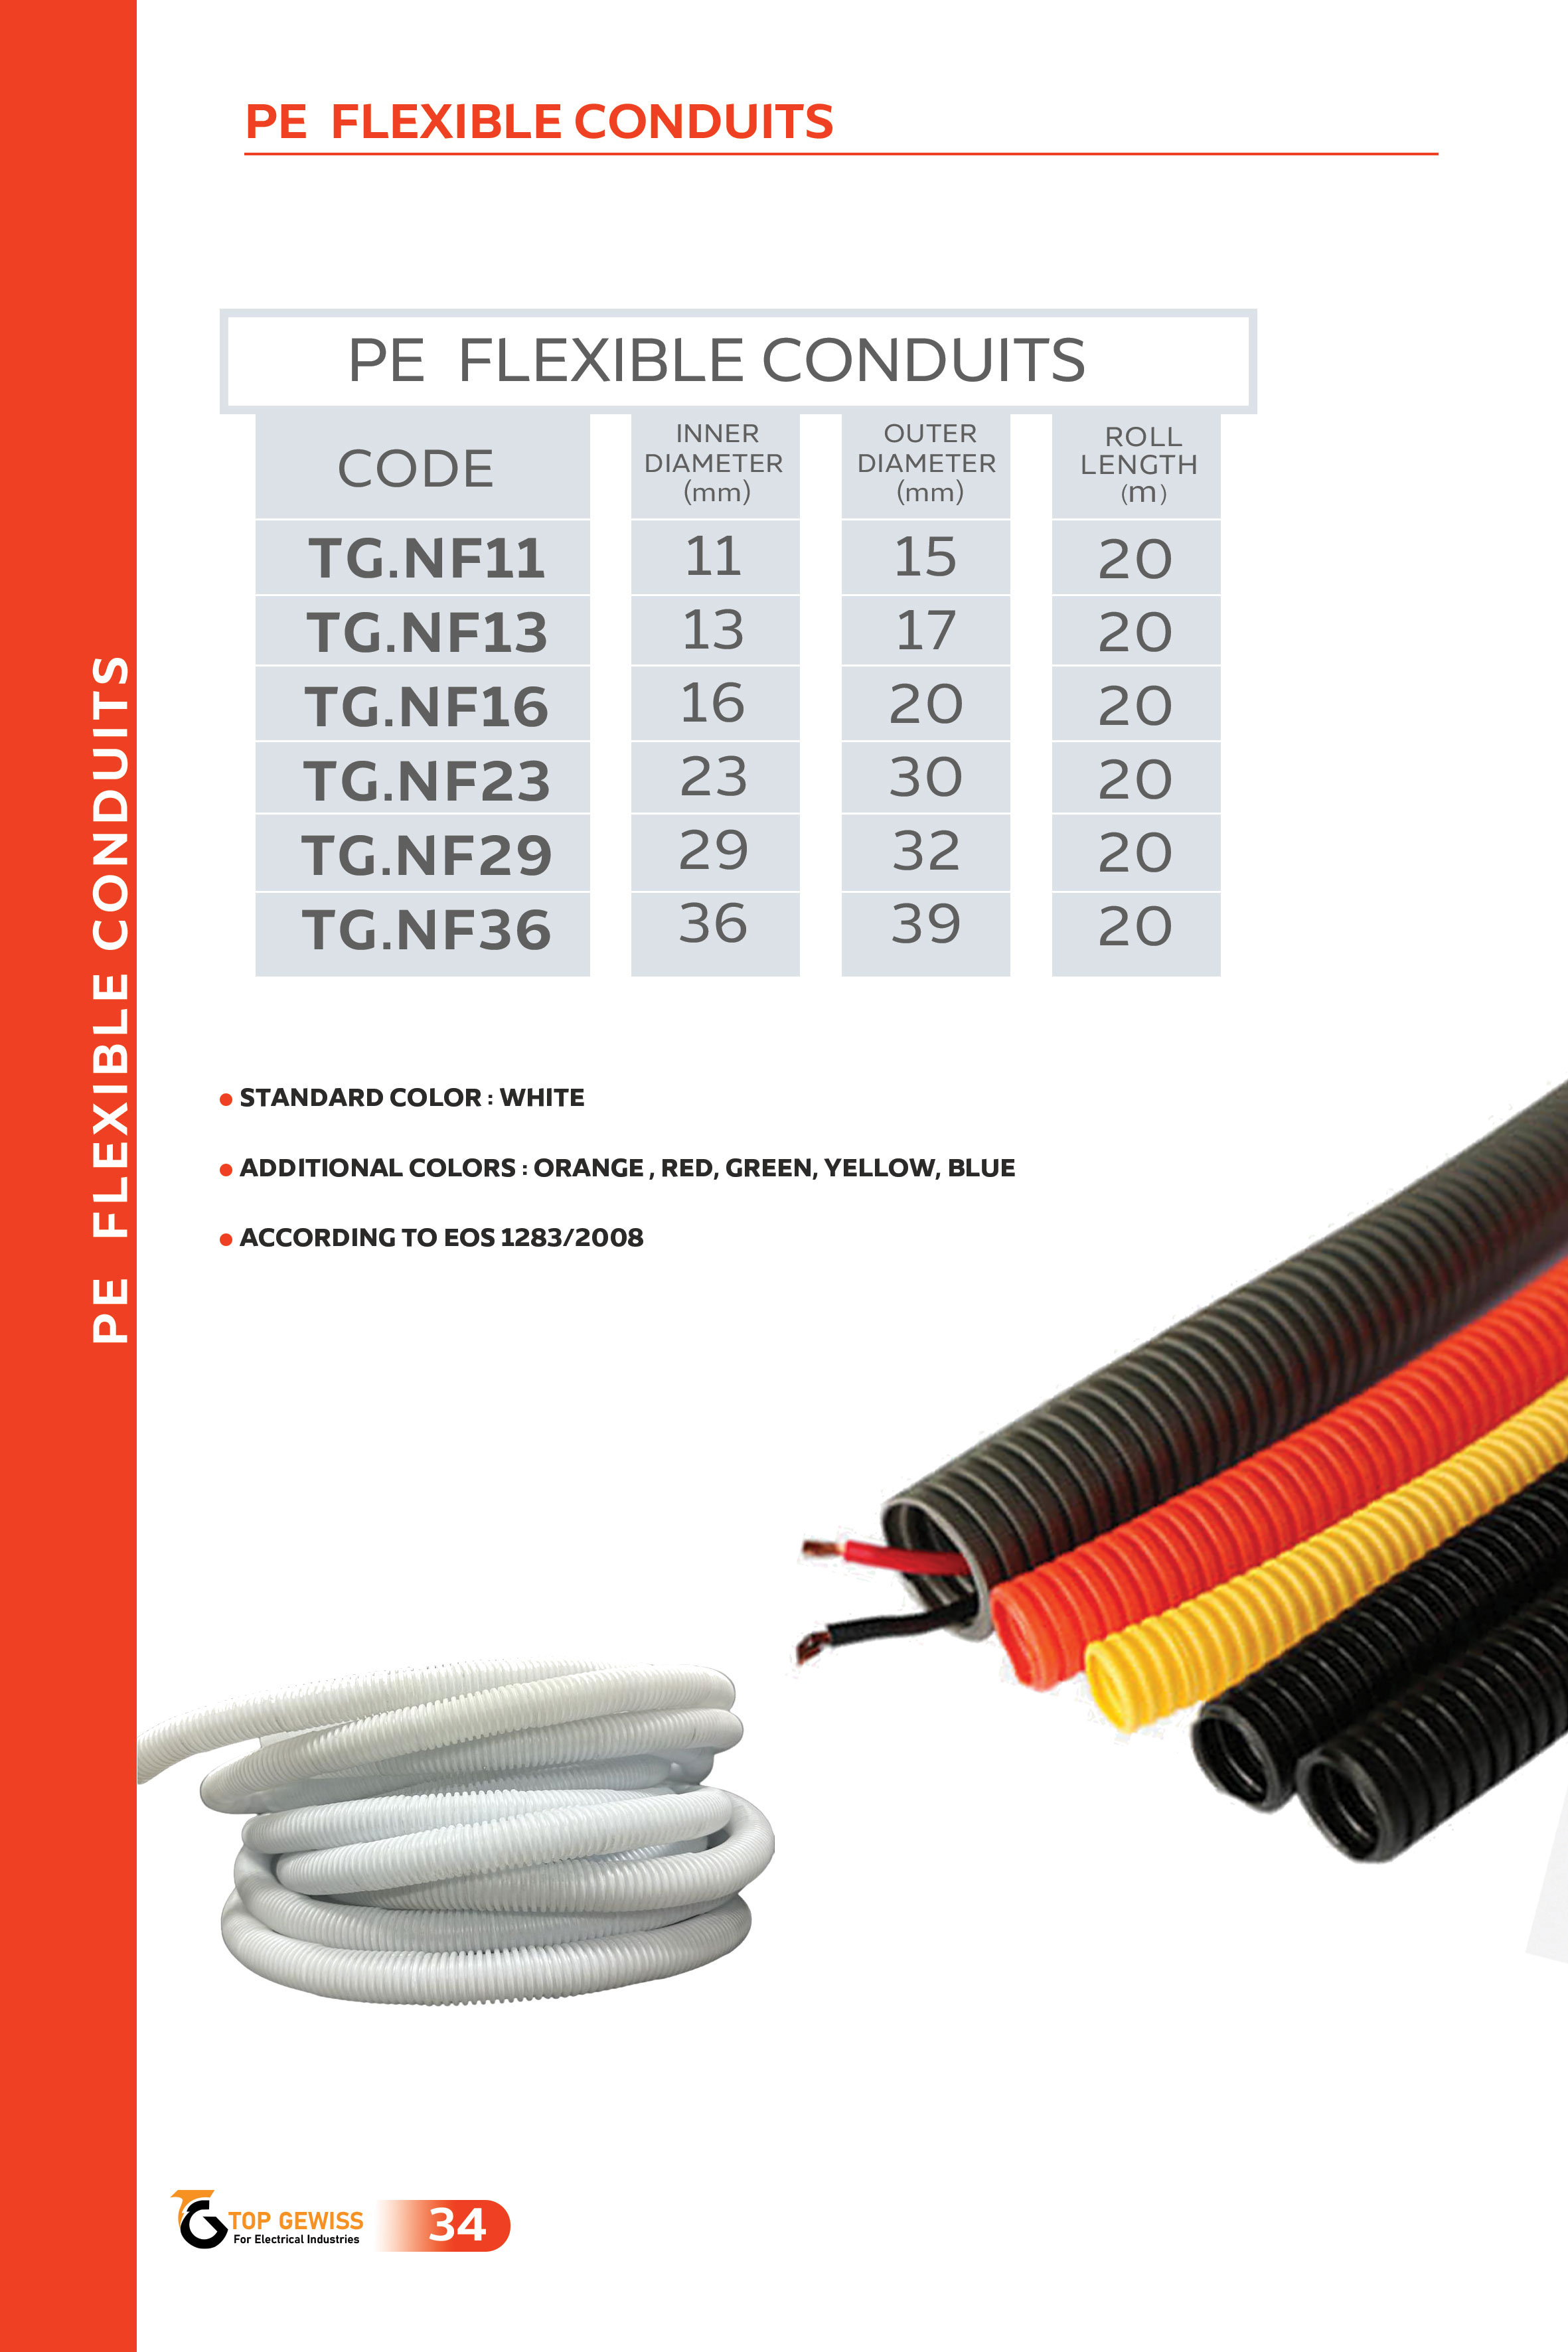 PE FLEXIBLE CONDUITS
PE FLEXIBLE CONDUITS
CODE
INNER
DIAMETER
(mm)
OUTER
DIAMETER
(mm)
ROLL
LENGTH
(m)
TG.NF11 11 15 20
TG.NF13 13 17 20
TG.NF16 16 20 20
TG.NF23 23 30 20
TG.NF29 29 32 20
TG.NF36 36 39 20
STANDARD COLOR : WHITE
ADDITIONAL COLORS : ORANGE , RED, GREEN, YELLOW, BLUE
ACCORDING TO EOS 1283/2008
PE FLEXIBLE CONDUITS
TOP GEWISS
For Electrical Industries
34